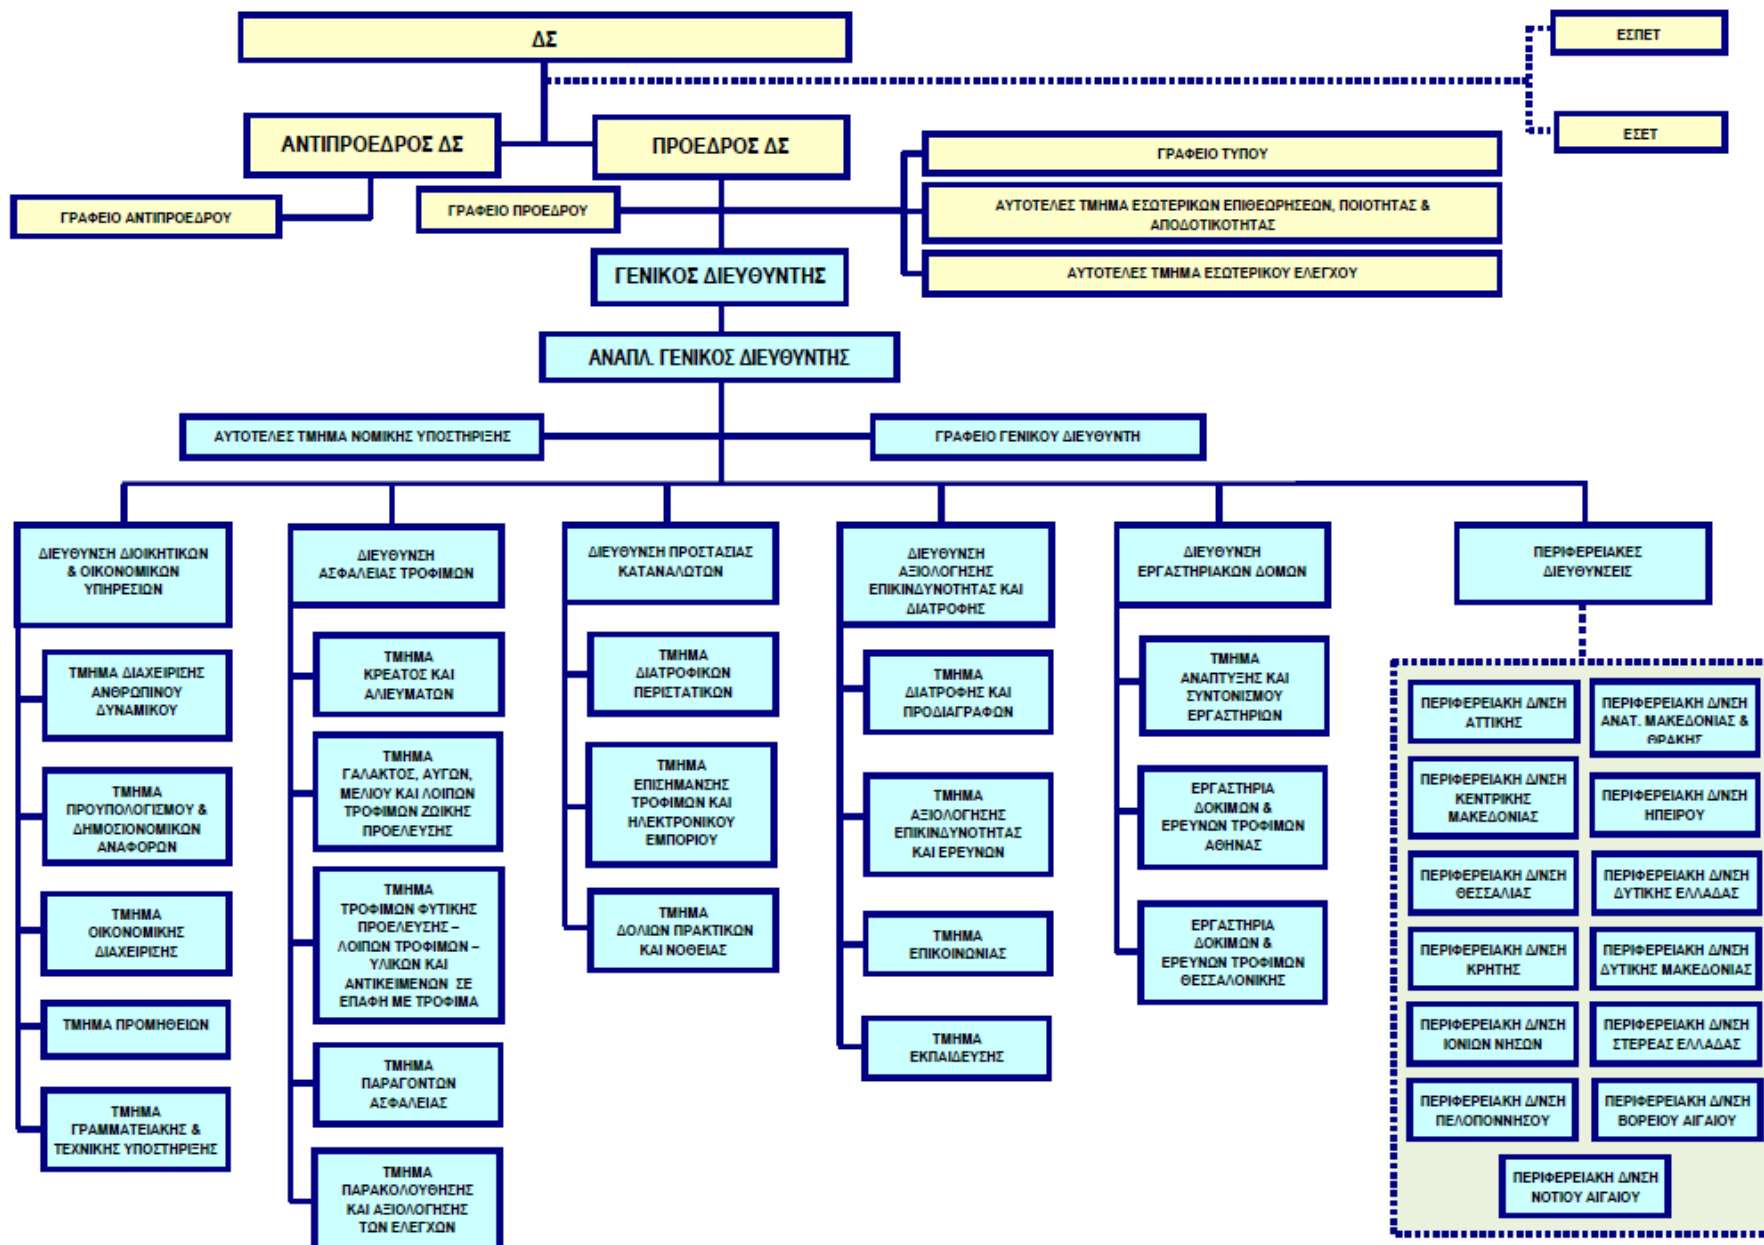 ΔΣ
ΕΣΠΕΤ
ΕΣΕΤ
ΑΝΤΙΠΡΟΕΔΡΟΣ ΔΣ
ΠΡΟΕΔΡΟΣ ΔΣ
ΓΡΑΦΕΙΟ ΤΥΠΟΥ
ΓΡΑΦΕΙΟ ΑΝΤΙΠΡΟΕΔΡΟΥ
ΓΡΑΦΕΙΟ ΠΡΟΕΔΡΟΥ
ΑΥΤΟΤΕΛΕΣ ΤΜΗΜΑ ΕΣΩΤΕΡΙΚΩΝ ΕΠΙΘΕΩΡΗΣΕΩΝ, ΠΟΙΟΤΗΤΑΣ &
ΑΠΟΔΟΤΙΚΟΤΗΤΑΣ
ΑΥΤΟΤΕΛΕΣ ΤΜΗΜΑ ΕΣΩΤΕΡΙΚΟΥ ΕΛΕΓΧΟΥ
ΓΕΝΙΚΟΣ ΔΙΕΥΘΥΝΤΗΣ
ΑΝΑΠΛ. ΓΕΝΙΚΟΣ ΔΙΕΥΘΥΝΤΗΣ
ΑΥΤΟΤΕΛΕΣ ΤΜΗΜΑ ΝΟΜΙΚΗΣ ΥΠΟΣΤΗΡΙΞΗΣ
ΓΡΑΦΕΙΟ ΓΕΝΙΚΟΥ ΔΙΕΥΘΥΝΤΗ
ΔΙΕΥΘΥΝΣΗ ΔΙΟΙΚΗΤΙΚΩΝ
& ΟΙΚΟΝΟΜΙΚΩΝ
ΥΠΗΡΕΣΙΩΝ
ΤΜΗΜΑ ΔΙΑΧΕΙΡΙΣΗΣ
ΑΝΘΡΩΠΙΝΟΥ
ΔΥΝΑΜΙΚΟΥ
ΤΜΗΜΑ
ΠΡΟΥΠΟΛΟΓΙΣΜΟΥ &
ΔΗΜΟΣΙΟΝΟΜΙΚΩΝ
ΑΝΑΦΟΡΩΝ
ΤΜΗΜΑ
ΟΙΚΟΝΟΜΙΚΗΣ
ΔΙΑΧΕΙΡΙΣΗΣ
ΤΜΗΜΑ ΠΡΟΜΗΘΕΙΩΝ
ΤΜΗΜΑ
ΓΡΑΜΜΑΤΕΙΑΚΗΣ &
ΤΕΧΝΙΚΗΣ ΥΠΟΣΤΗΡΙΞΗΣ
ΔΙΕΥΘΥΝΣΗ
ΑΣΦΑΛΕΙΑΣ ΤΡΟΦΙΜΩΝ
ΤΜΗΜΑ
ΚΡΕΑΤΟΣ ΚΑΙ
ΑΛΙΕΥΜΑΤΩΝ
ΤΜΗΜΑ
ΓΑΛΑΚΤΟΣ, ΑΥΓΩΝ,
ΜΕΛΙΟΥ ΚΑΙ ΛΟΙΠΩΝ
ΤΡΟΦΙΜΩΝ ΖΩΙΚΗΣ
ΠΡΟΕΛΕΥΣΗΣ
ΤΜΗΜΑ
ΤΡΟΦΙΜΩΝ ΦΥΤΙΚΗΣ
ΠΡΟΕΛΕΥΣΗΣ –
ΛΟΙΠΩΝ ΤΡΟΦΙΜΩΝ –
ΥΛΙΚΩΝ ΚΑΙ
ΑΝΤΙΚΕΙΜΕΝΩΝ ΣΕ
ΕΠΑΦΗ ΜΕ ΤΡΟΦΙΜΑ
ΤΜΗΜΑ
ΠΑΡΑΓΟΝΤΩΝ
ΑΣΦΑΛΕΙΑΣ
ΤΜΗΜΑ
ΠΑΡΑΚΟΛΟΥΘΗΣΗΣ
ΚΑΙ ΑΞΙΟΛΟΓΗΣΗΣ
ΤΩΝ ΕΛΕΓΧΩΝ
ΔΙΕΥΘΥΝΣΗ ΠΡΟΣΤΑΣΙΑΣ
ΚΑΤΑΝΑΛΩΤΩΝ
ΤΜΗΜΑ
ΔΙΑΤΡΟΦΙΚΩΝ
ΠΕΡΙΣΤΑΤΙΚΩΝ
ΤΜΗΜΑ
ΕΠΙΣΗΜΑΝΣΗΣ
ΤΡΟΦΙΜΩΝ ΚΑΙ
ΗΛΕΚΤΡΟΝΙΚΟΥ
ΕΜΠΟΡΙΟΥ
ΤΜΗΜΑ
ΔΟΛΙΩΝ ΠΡΑΚΤΙΚΩΝ
ΚΑΙ ΝΟΘΕΙΑΣ
ΔΙΕΥΘΥΝΣΗ
ΑΞΙΟΛΟΓΗΣΗΣ
ΕΠΙΚΙΝΔΥΝΟΤΗΤΑΣ ΚΑΙ
ΔΙΑΤΡΟΦΗΣ
ΤΜΗΜΑ
ΔΙΑΤΡΟΦΗΣ ΚΑΙ
ΠΡΟΔΙΑΓΡΑΦΩΝ
ΤΜΗΜΑ
ΑΞΙΟΛΟΓΗΣΗΣ
ΕΠΙΚΙΝΔΥΝΟΤΗΤΑΣ
ΚΑΙ ΕΡΕΥΝΩΝ
ΤΜΗΜΑ
ΕΠΙΚΟΙΝΩΝΙΑΣ
ΤΜΗΜΑ
ΕΚΠΑΙΔΕΥΣΗΣ
ΔΙΕΥΘΥΝΣΗ
ΕΡΓΑΣΤΗΡΙΑΚΩΝ ΔΟΜΩΝ
ΤΜΗΜΑ
ΑΝΑΠΤΥΞΗΣ ΚΑΙ
ΣΥΝΤΟΝΙΣΜΟΥ
ΕΡΓΑΣΤΗΡΙΩΝ
ΕΡΓΑΣΤΗΡΙΑ
ΔΟΚΙΜΩΝ &
ΕΡΕΥΝΩΝ ΤΡΟΦΙΜΩΝ
ΑΘΗΝΑΣ
ΕΡΓΑΣΤΗΡΙΑ
ΔΟΚΙΜΩΝ &
ΕΡΕΥΝΩΝ ΤΡΟΦΙΜΩΝ
ΘΕΣΣΑΛΟΝΙΚΗΣ
ΠΕΡΙΦΕΡΕΙΑΚΕΣ
ΔΙΕΥΘΥΝΣΕΙΣ
ΠΕΡΙΦΕΡΕΙΑΚΗ Δ/ΝΣΗ
ΑΤΤΙΚΗΣ
ΠΕΡΙΦΕΡΕΙΑΚΗ Δ/ΝΣΗ
ΑΝΑΤ. ΜΑΚΕΔΟΝΙΑΣ &
ΘΡΑΚΗΣ
ΠΕΡΙΦΕΡΕΙΑΚΗ Δ/ΝΣΗ
ΚΕΝΤΡΙΚΗΣ
ΜΑΚΕΔΟΝΙΑΣ
ΠΕΡΙΦΕΡΕΙΑΚΗ Δ/ΝΣΗ
ΗΠΕΙΡΟΥ
ΠΕΡΙΦΕΡΕΙΑΚΗ Δ/ΝΣΗ
ΘΕΣΣΑΛΙΑΣ
ΠΕΡΙΦΕΡΕΙΑΚΗ Δ/ΝΣΗ
ΔΥΤΙΚΗΣ ΕΛΛΑΔΑΣ
ΠΕΡΙΦΕΡΕΙΑΚΗ Δ/ΝΣΗ
ΚΡΗΤΗΣ
ΠΕΡΙΦΕΡΕΙΑΚΗ Δ/ΝΣΗ
ΔΥΤΙΚΗΣ ΜΑΚΕΔΟΝΙΑΣ
ΠΕΡΙΦΕΡΕΙΑΚΗ Δ/ΝΣΗ
ΙΟΝΙΩΝ ΝΗΣΩΝ
ΠΕΡΙΦΕΡΕΙΑΚΗ Δ/ΝΣΗ
ΣΤΕΡΕΑΣ ΕΛΛΑΔΑΣ
ΠΕΡΙΦΕΡΕΙΑΚΗ Δ/ΝΣΗ
ΠΕΛΟΠΟΝΝΗΣΟΥ
ΠΕΡΙΦΕΡΕΙΑΚΗ Δ/ΝΣΗ
ΒΟΡΕΙΟΥ ΑΙΓΑΙΟΥ
ΠΕΡΙΦΕΡΕΙΑΚΗ Δ/ΝΣΗ
ΝΟΤΙΟΥ ΑΙΓΑΙΟΥ